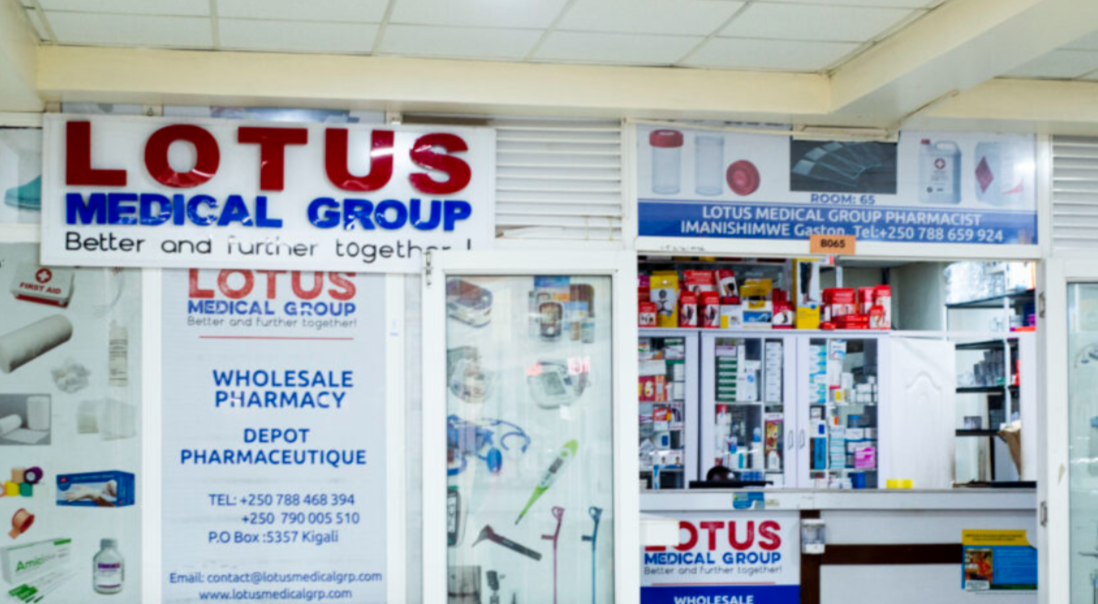 LOTUS
MEDICAL GROUP
Better and further together !
ROOM: 65
LOTUS MEDICAL GROUP PHARMACIST
IMANISHIMWE Gaston, Tel:+250 788 659 924
B065
FIRST AID
LOTUS
MEDICAL GROUP
Better and further together!
WHOLESALE
PHARMACY
DEPOT
PHARMACEUTIQUE
TEL: +250 788 468 394
+250 790 005 510
P.O Box :5357 Kigali
Email: contact@lotusmedicalgrp.com
www.lotusmedicalgrp.com
LOTUS
MEDICAL GROUP
Better and further together!
WHOLESALE